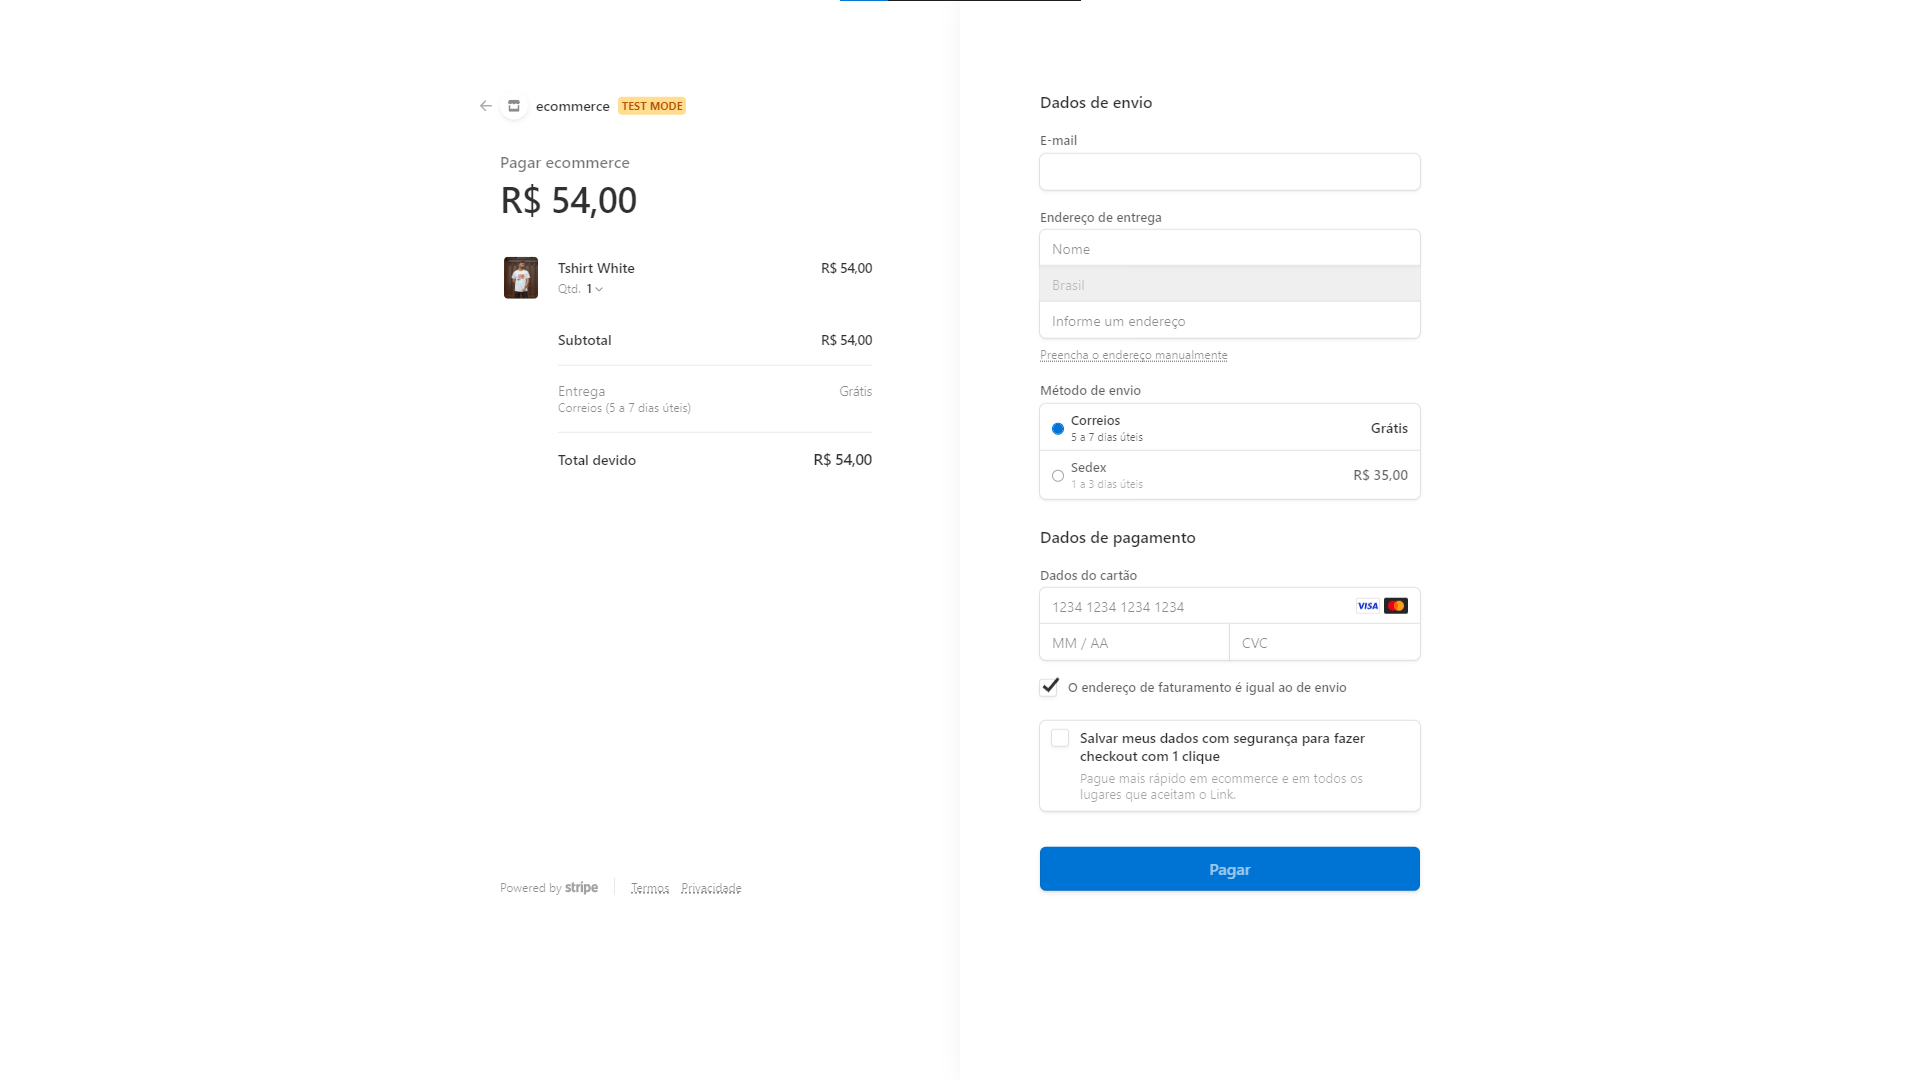 ecommerce TEST MODE
Pagar ecommerce
R$ 54,00
Tshirt White R$ 54,00
Qtd. 1
Subtotal R$ 54,00
Entrega Grátis
Correios (5 a 7 dias úteis)
Total devido R$ 54,00
Powered by stripe Termos Privacidade
Dados de envio
E-mail
Endereço de entrega
Nome
Brasil
Informe um endereço
Preencha o endereço manualmente
Método de envio
Correios
5 a 7 dias úteis
Grátis
Sedex
1 a 3 dias úteis
R$ 35,00
Dados de pagamento
Dados do cartão
1234 1234 1234 1234 VISA
MM / AA CVC
O endereço de faturamento é igual ao de envio
Salvar meus dados com segurança para fazer
checkout com 1 clique
Pague mais rápido em ecommerce e em todos os
lugares que aceitam o Link.
Pagar